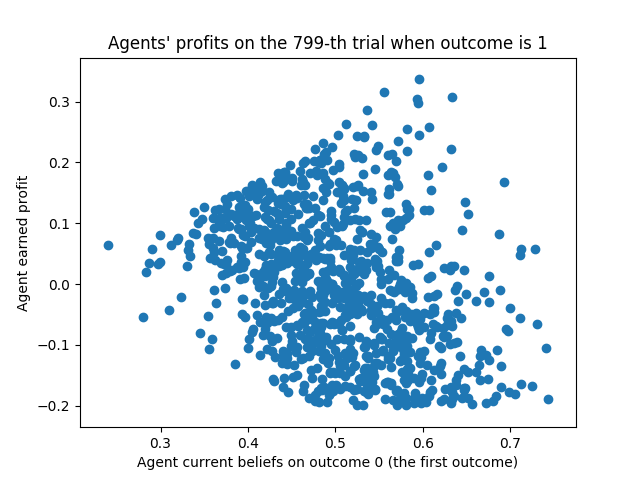 Agents' profits on the 799-th trial when outcome is 1
0.3
0.2
0.1
0.0
−0.1
−0.2
Agent earned profit
0.3 0.4 0.5 0.6 0.7
Agent current beliefs on outcome 0 (the first outcome)